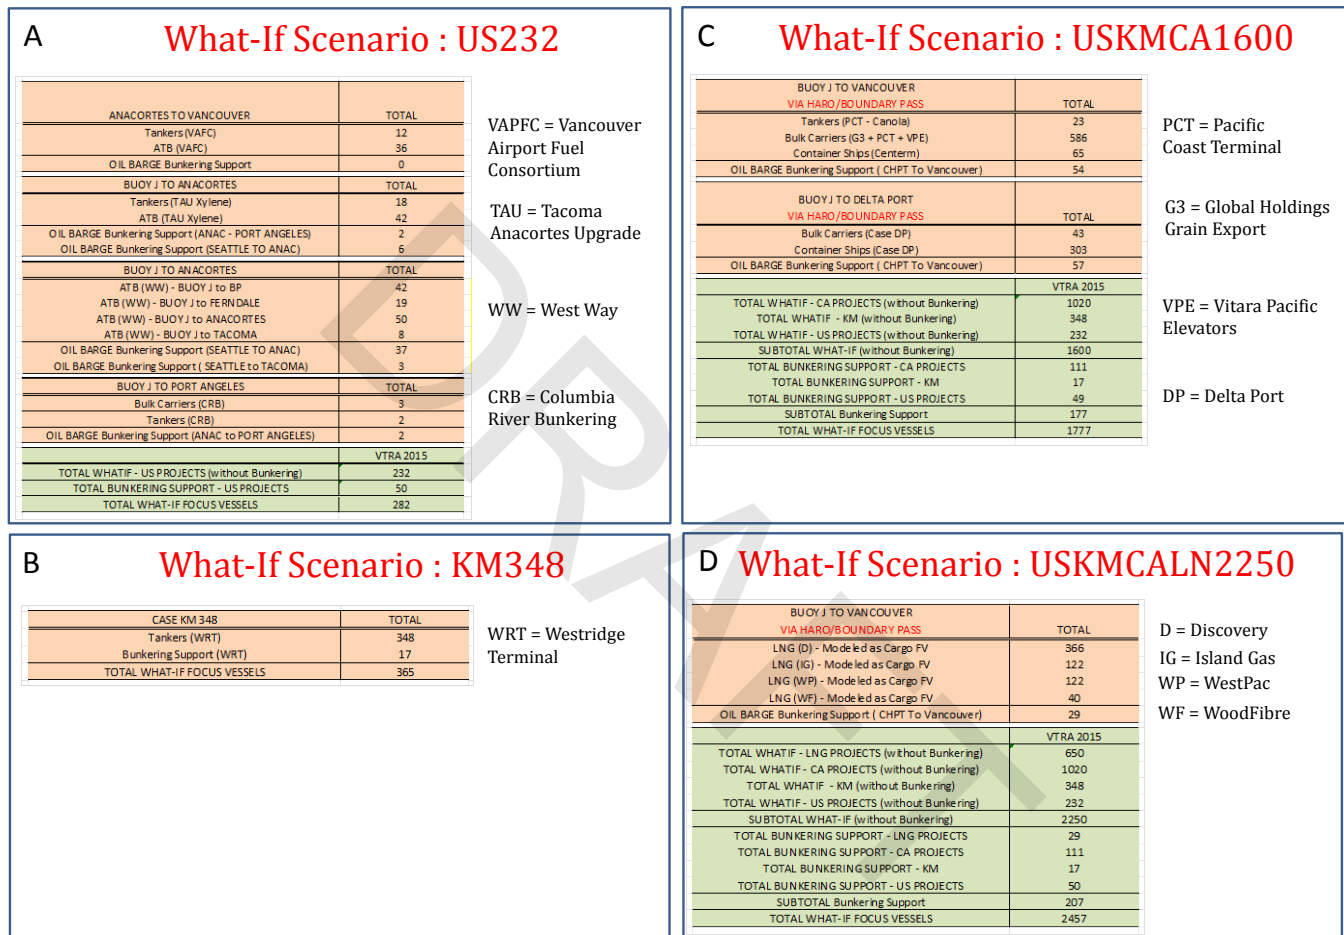 A
What-If Scenario : US232
ANACORTES TO VANCOUVER TOTAL
Tankers (VAFC) 12
ATB (VAFC) 36
OIL BARGE Bunkering Support 0
BUOY J TO ANACORTES TOTAL
Tankers (TAU Xylene) 18
ATB (TAU Xylene) 42
OIL BARGE Bunkering Support (ANAC - PORT ANGELES) 2
OIL BARGE Bunkering Support (SEATTLE TO ANAC) 6
BUOY J TO ANACORTES TOTAL
ATB (WW) - BUOY J to BP 42
ATB (WW) - BUOY J to FERNDALE 19
ATB (WW) - BUOY J to ANACORTES 50
ATB (WW) - BUOY J to TACOMA 8
OIL BARGE Bunkering Support (SEATTLE TO ANAC) 37
OIL BARGE Bunkering Support ( SEATTLE to TACOMA) 3
BUOY J TO PORT ANGELES TOTAL
Bulk Carriers (CRB) 3
Tankers (CRB) 2
OIL BARGE Bunkering Support (ANAC to PORT ANGELES) 2
VTRA 2015
TOTAL WHATIF - US PROJECTS (without Bunkering) 232
TOTAL BUNKERING SUPPORT - US PROJECTS 50
TOTAL WHAT-IF FOCUS VESSELS 282
VAPFC = Vancouver
Airport Fuel
Consortium
TAU = Tacoma
Anacortes Upgrade
WW = West Way
CRB = Columbia
River Bunkering
B
What-If Scenario : KM348
CASE KM 348 TOTAL
Tankers (WRT) 348
Bunkering Support (WRT) 17
TOTAL WHAT-IF FOCUS VESSELS 365
WRT = Westridge
Terminal
C
What-If Scenario : USKMCA1600
BUOY J TO VANCOUVER
VIA HARO/BOUNDARY PASS TOTAL
Tankers (PCT - Canola) 23
Bulk Carriers (G3 + PCT + VPE) 586
Container Ships (Centerm) 65
OIL BARGE Bunkering Support ( CHPT To Vancouver) 54
BUOY J TO DELTA PORT
VIA HARO/BOUNDARY PASS TOTAL
Bulk Carriers (Case DP) 43
Container Ships (Case DP) 303
OIL BARGE Bunkering Support ( CHPT To Vancouver) 57
VTRA 2015
TOTAL WHATIF - CA PROJECTS (without Bunkering) 1020
TOTAL WHATIF - KM (without Bunkering) 348
TOTAL WHATIF - US PROJECTS (without Bunkering) 232
SUBTOTAL WHAT-IF (without Bunkering) 1600
TOTAL BUNKERING SUPPORT - CA PROJECTS 111
TOTAL BUNKERING SUPPORT - KM 17
TOTAL BUNKERING SUPPORT - US PROJECTS 49
SUBTOTAL Bunkering Support 177
TOTAL WHAT-IF FOCUS VESSELS 1777
PCT = Pacific
Coast Terminal
G3 = Global Holdings
Grain Export
VPE = Vitara Pacific
Elevators
DP = Delta Port
D
What-If Scenario : USKMCALN2250
BUOY J TO VANCOUVER
VIA HARO/BOUNDARY PASS TOTAL
LNG (D) - Modeled as Cargo FV 366
LNG (IG) - Modeled as Cargo FV 122
LNG (WP) - Modeled as Cargo FV 122
LNG (WF) - Modeled as Cargo FV 40
OIL BARGE Bunkering Support ( CHPT To Vancouver) 29
VTRA 2015
TOTAL WHATIF - LNG PROJECTS (without Bunkering) 650
TOTAL WHATIF - CA PROJECTS (without Bunkering) 1020
TOTAL WHATIF - KM (without Bunkering) 348
TOTAL WHATIF - US PROJECTS (without Bunkering) 232
SUBTOTAL WHAT-IF (without Bunkering) 2250
TOTAL BUNKERING SUPPORT - LNG PROJECTS 29
TOTAL BUNKERING SUPPORT - CA PROJECTS 111
TOTAL BUNKERING SUPPORT - KM 17
TOTAL BUNKERING SUPPORT - US PROJECTS 50
SUBTOTAL Bunkering Support 207
TOTAL WHAT-IF FOCUS VESSELS 2457
D = Discovery
IG = Island Gas
WP = WestPac
WF = WoodFibre
DRAFT